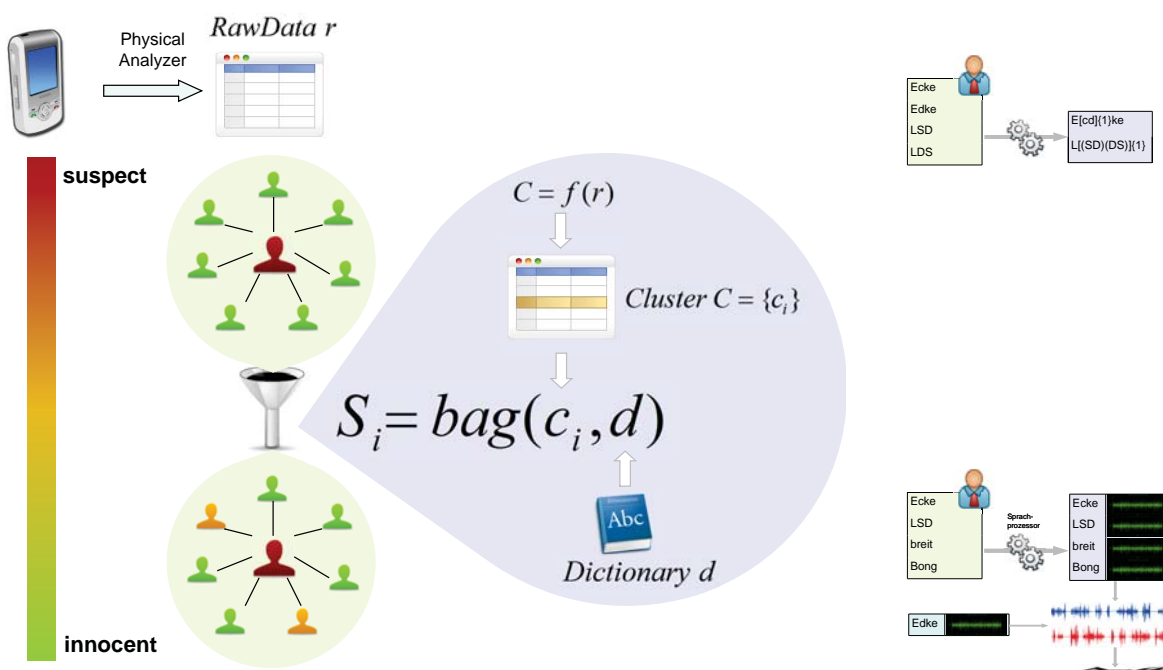 RawData r
Physical
Analyzer
suspect
C = f(r)
Cluster C = {c_i}
S_i = bag(c_i, d)
Abc
Dictionary d
innocent
Ecke
Edke
LSD
LDS
E[cd]{1}ke
L[(SD)(DS)]{1}
Ecke
LSD
breit
Bong
Sprach-
prozessor
Ecke
LSD
breit
Bong
Edke